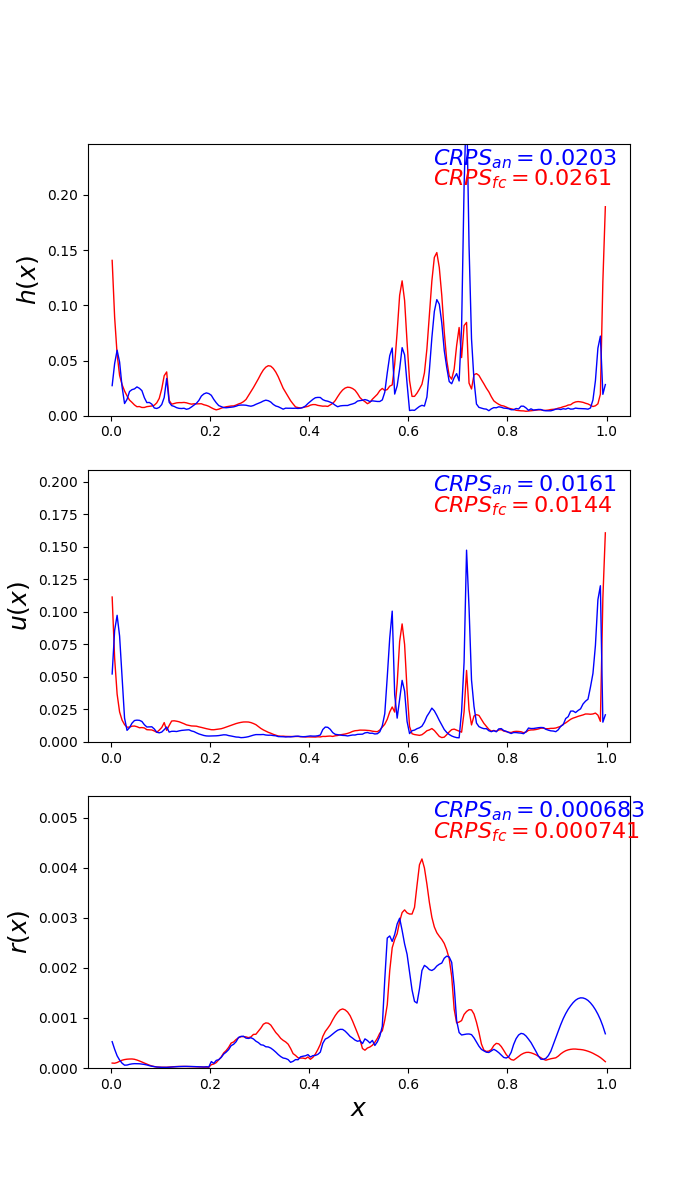 CRPS_an = 0.0203
CRPS_fc = 0.0261
0.20
0.15
0.10
0.05
0.00
h(x)
0.0 0.2 0.4 0.6 0.8 1.0
CRPS_an = 0.0161
CRPS_fc = 0.0144
0.200
0.175
0.150
0.125
0.100
0.075
0.050
0.025
0.000
u(x)
0.0 0.2 0.4 0.6 0.8 1.0
CRPS_an = 0.000683
CRPS_fc = 0.000741
0.005
0.004
0.003
0.002
0.001
0.000
r(x)
0.0 0.2 0.4 0.6 0.8 1.0
x